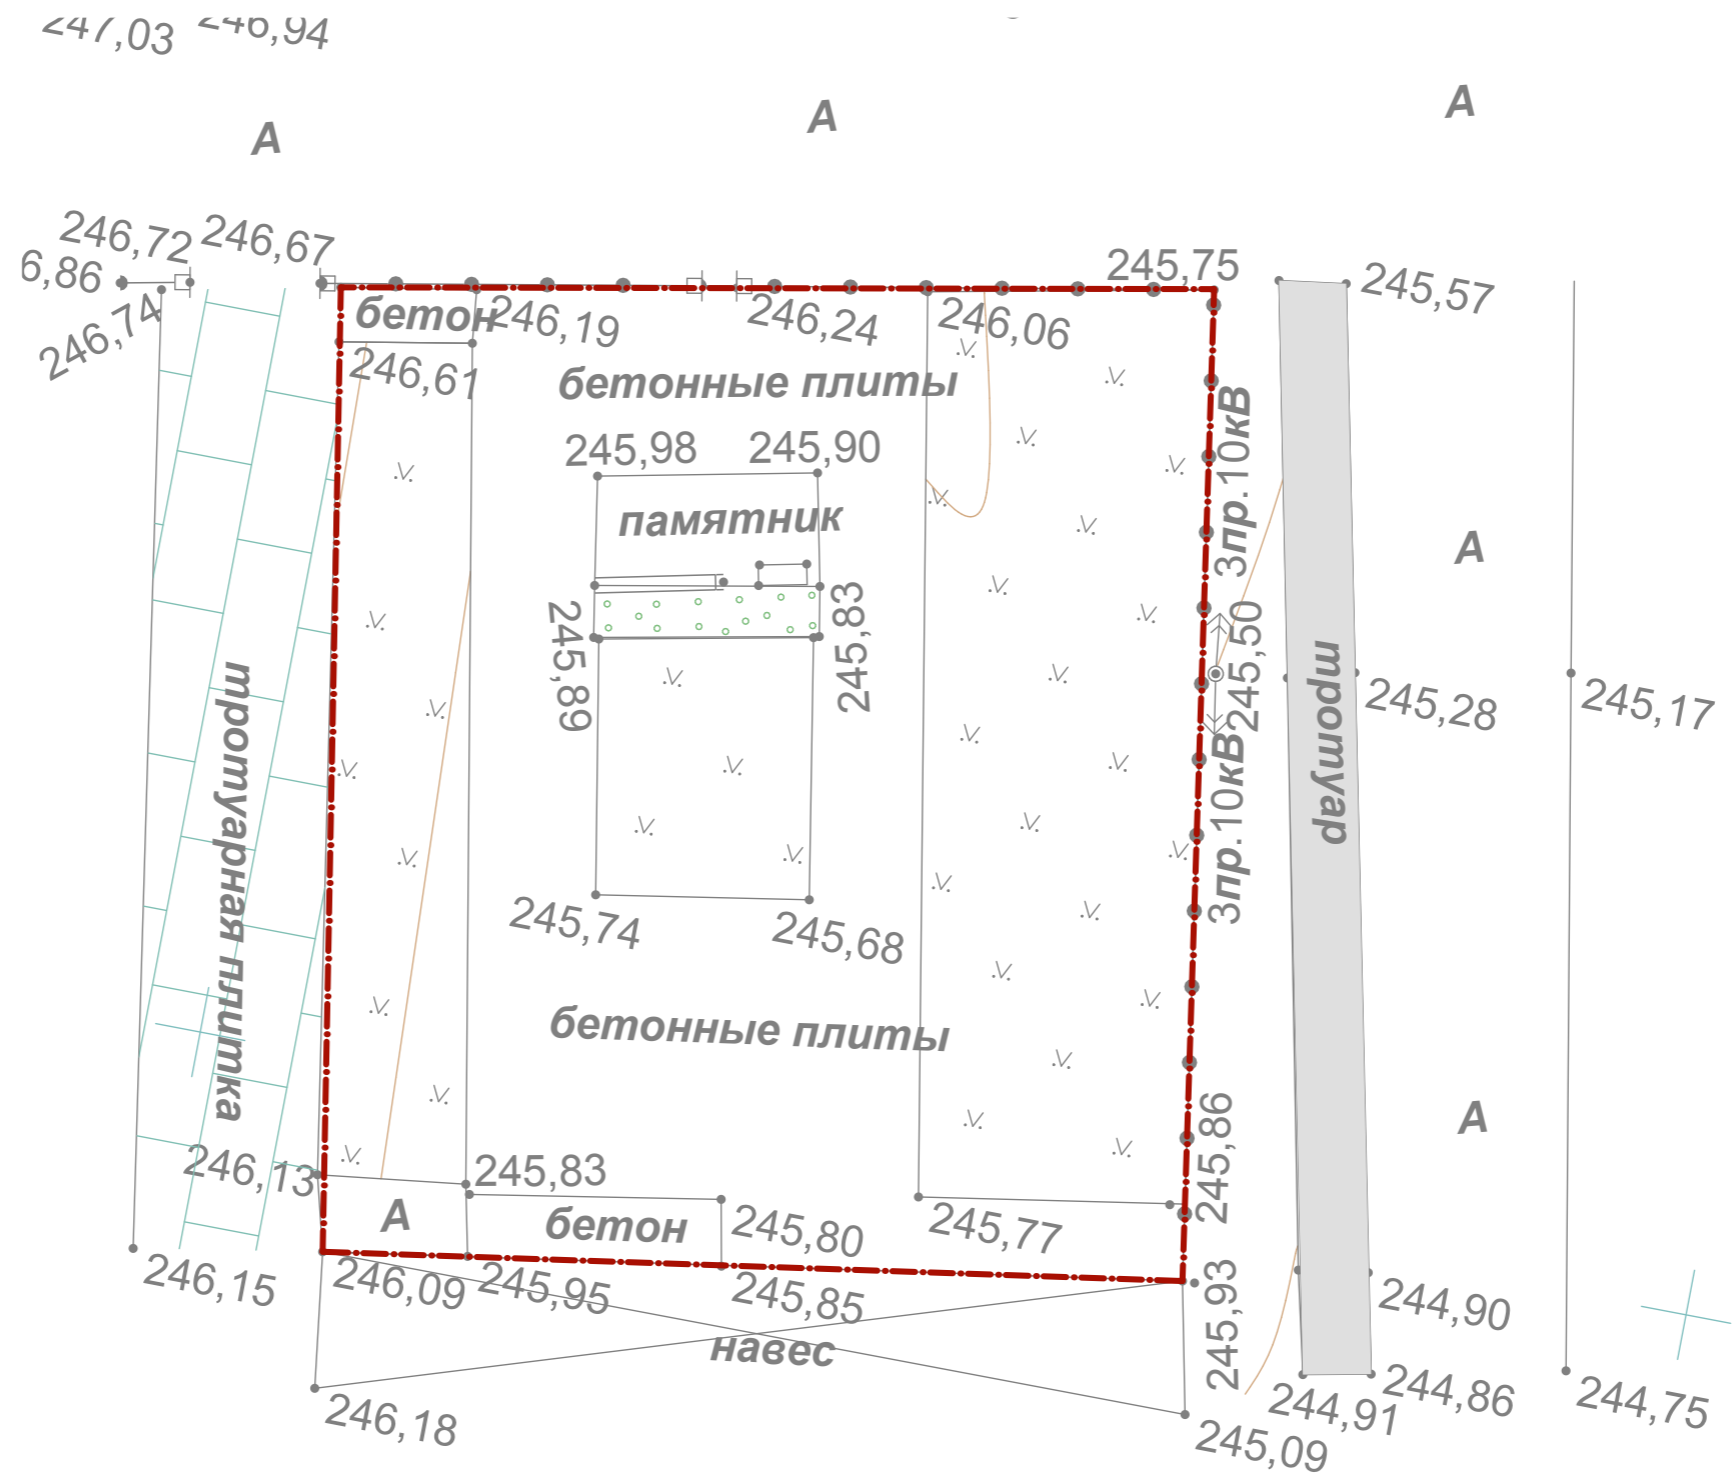 247,03
246,94
А
А
А
246,72
246,67
6,86
246,74
245,75
245,57
бетон
246,19
246,24
246,06
246,61
бетонные плиты
245,98
245,90
3пр.10кВ
памятник
А
245,89
245,83
245,50
тротуар
245,28
245,17
тротуарная плитка
3пр.10кВ
245,74
245,68
бетонные плиты
А
245,86
246,13
245,83
А
бетон
245,80
245,77
246,15
246,09
245,95
245,85
245,93
244,90
навес
246,18
244,91
244,86
244,75
245,09